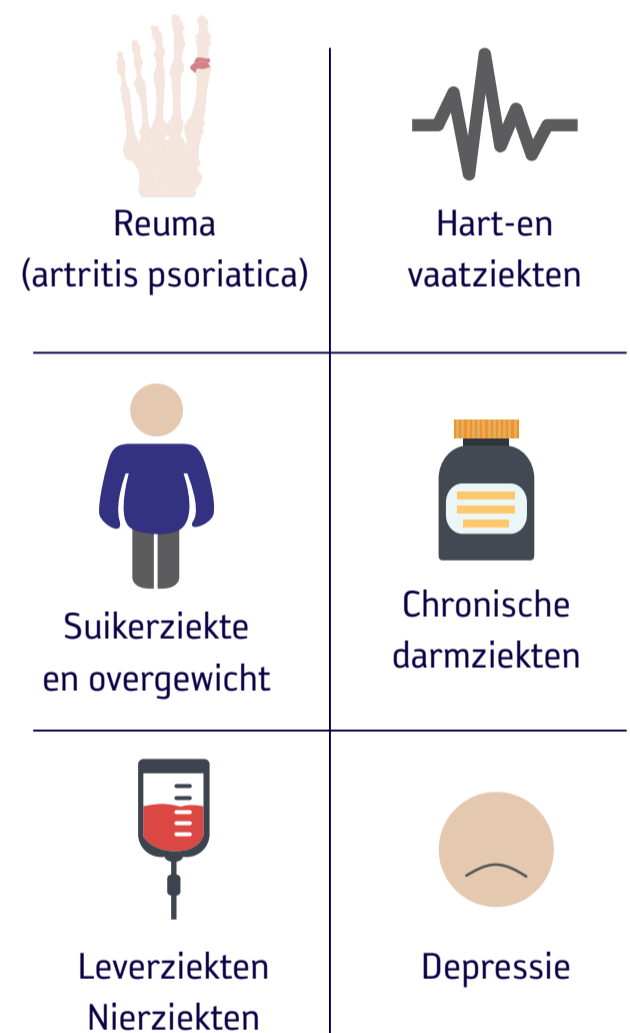 Reuma
(artritis psoriatica)
Hart-en
vaatziekten
Suikerziekte
en overgewicht
Chronische
darmziekten
Leverziekten
Nierziekten
Depressie